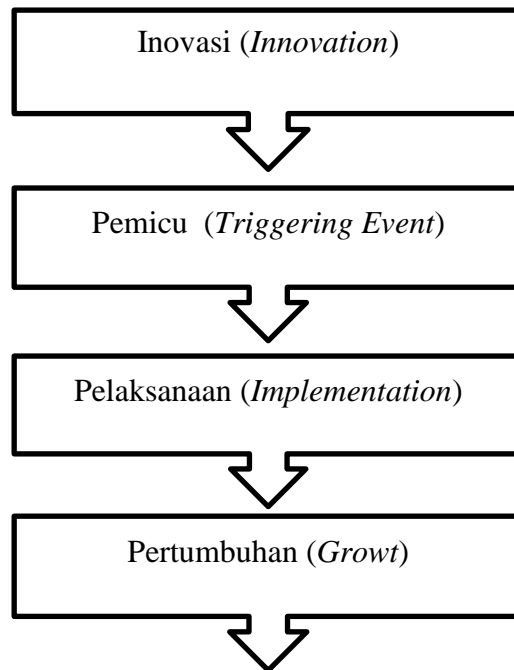 Inovasi (Innovation)
Pemicu (Triggering Event)
Pelaksanaan (Implementation)
Pertumbuhan (Growt)